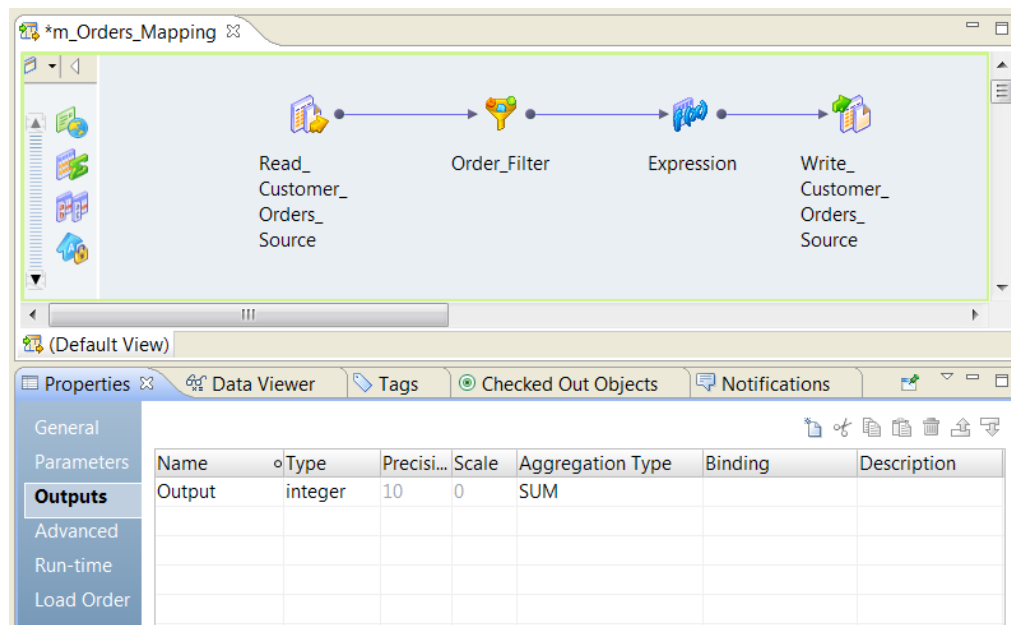 *m_Orders_Mapping
Read_
Customer_
Orders_
Source
Order_Filter
Expression
Write_
Customer_
Orders_
Source
(Default View)
Properties Data Viewer Tags Checked Out Objects Notifications
General
Parameters
Outputs
Advanced
Run-time
Load Order
Name Type Precisi... Scale Aggregation Type Binding Description
Output integer 10 0 SUM